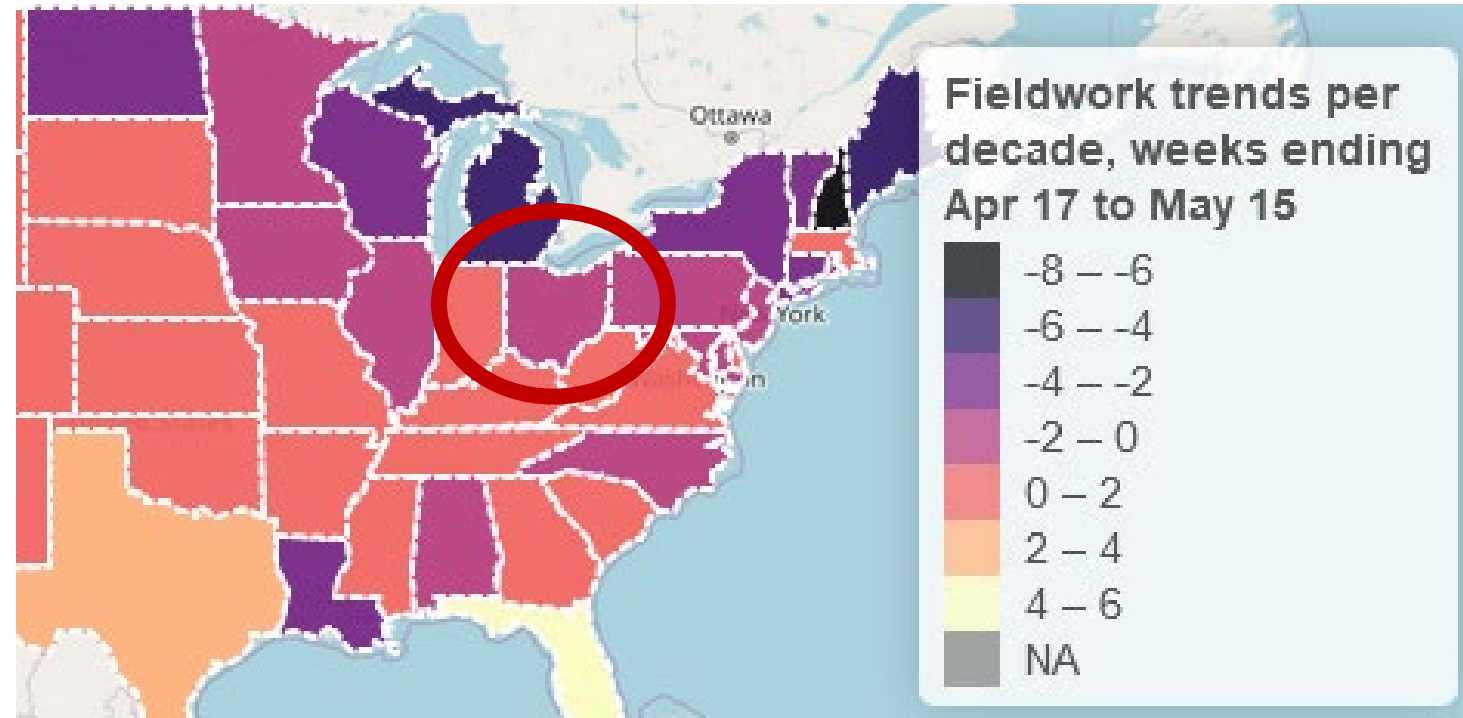 Ottawa
York
Fieldwork trends per
decade, weeks ending
Apr 17 to May 15
-8 – -6
-6 – -4
-4 – -2
-2 – 0
0 – 2
2 – 4
4 – 6
NA